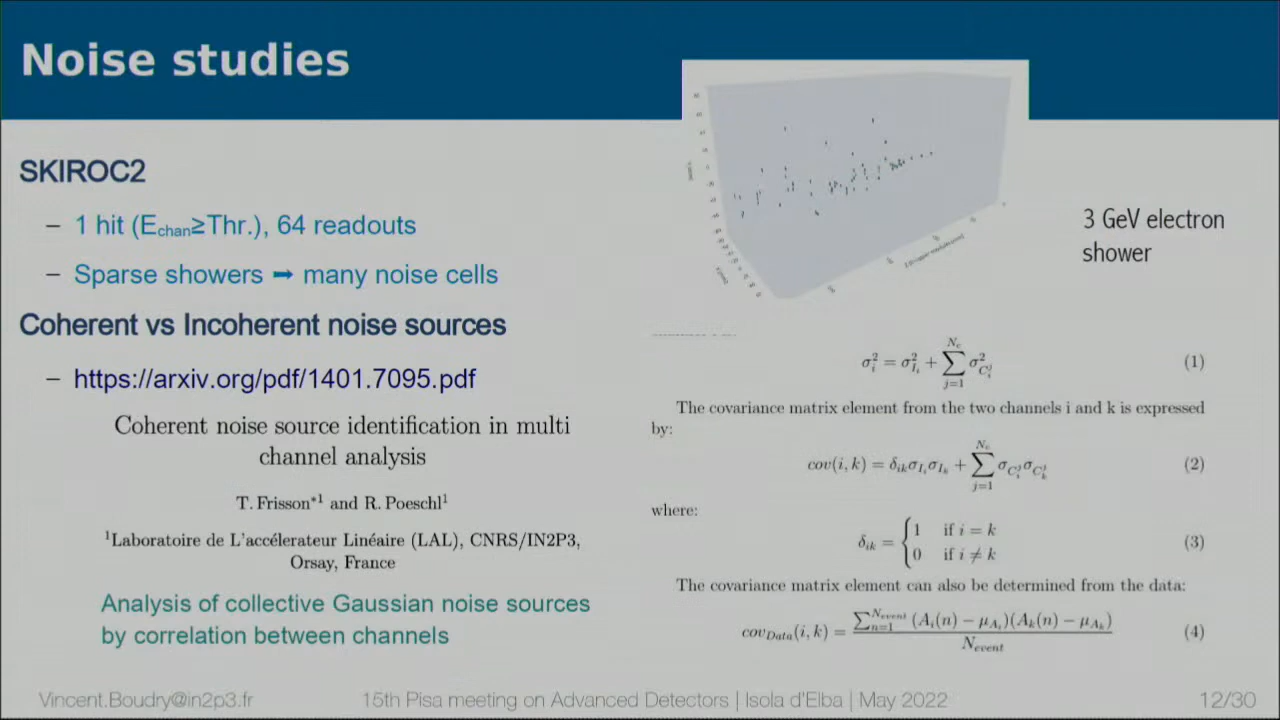 Noise studies
SKIROC2
– 1 hit (Echan≥Thr.), 64 readouts
– Sparse showers ➡ many noise cells
Coherent vs Incoherent noise sources
– https://arxiv.org/pdf/1401.7095.pdf
Coherent noise source identification in multi
channel analysis
T. Frisson*1 and R. Poeschl1
1Laboratoire de L'accélerateur Linéaire (LAL), CNRS/IN2P3,
Orsay, France
Analysis of collective Gaussian noise sources
by correlation between channels
3 GeV electron
shower
σ_i^2 = σ_{I_i}^2 + ∑_{j=1}^{N_c} σ_{C_i^j}^2 (1)
The covariance matrix element from the two channels i and k is expressed
by:
cov(i, k) = δ_{ik}σ_{I_i}σ_{I_k} + ∑_{j=1}^{N_c} σ_{C_i^j}σ_{C_k^j} (2)
where:
δ_{ik} = { 1 if i = k
0 if i ≠ k (3)
The covariance matrix element can also be determined from the data:
cov_{Data}(i, k) = ∑_{n=1}^{N_{event}} (A_i(n) − μ_{A_i})(A_k(n) − μ_{A_k}) / N_{event} (4)
Vincent.Boudry@in2p3.fr 15th Pisa meeting on Advanced Detectors | Isola d'Elba | May 2022 12/30